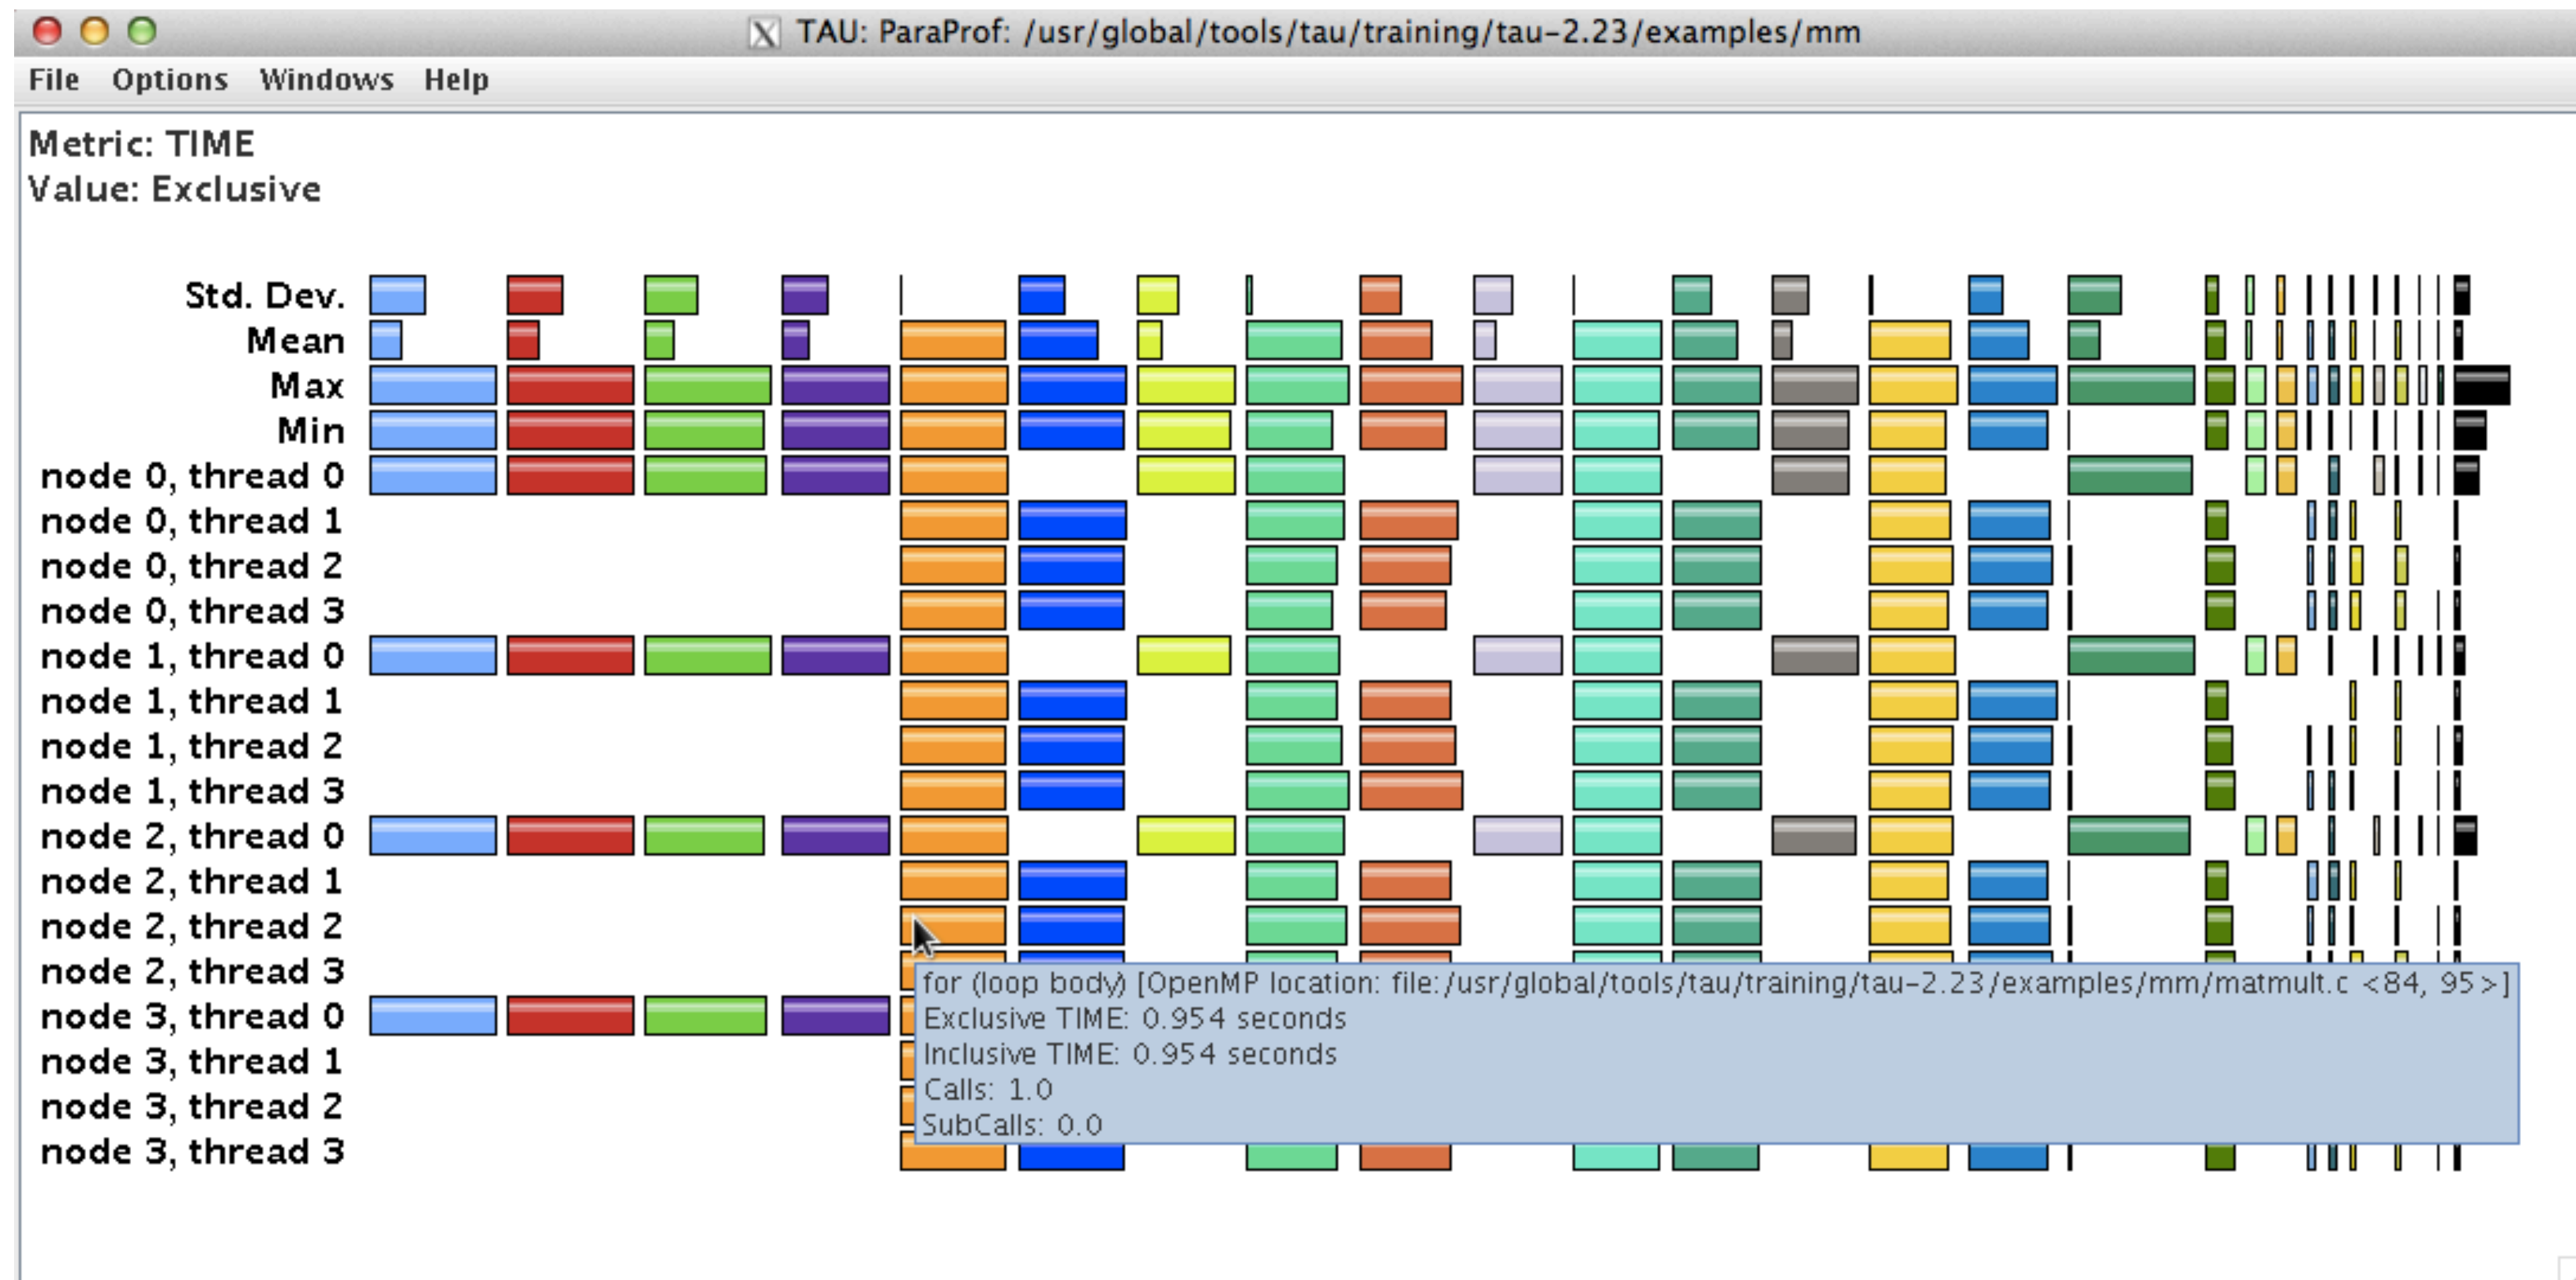 TAU: ParaProf: /usr/global/tools/tau/training/tau-2.23/examples/mm
File Options Windows Help
Metric: TIME
Value: Exclusive
Std. Dev.
Mean
Max
Min
node 0, thread 0
node 0, thread 1
node 0, thread 2
node 0, thread 3
node 1, thread 0
node 1, thread 1
node 1, thread 2
node 1, thread 3
node 2, thread 0
node 2, thread 1
node 2, thread 2
node 2, thread 3
node 3, thread 0
node 3, thread 1
node 3, thread 2
node 3, thread 3
for (loop body) [OpenMP location: file:/usr/global/tools/tau/training/tau-2.23/examples/mm/matmult.c <84, 95>]
Exclusive TIME: 0.954 seconds
Inclusive TIME: 0.954 seconds
Calls: 1.0
SubCalls: 0.0